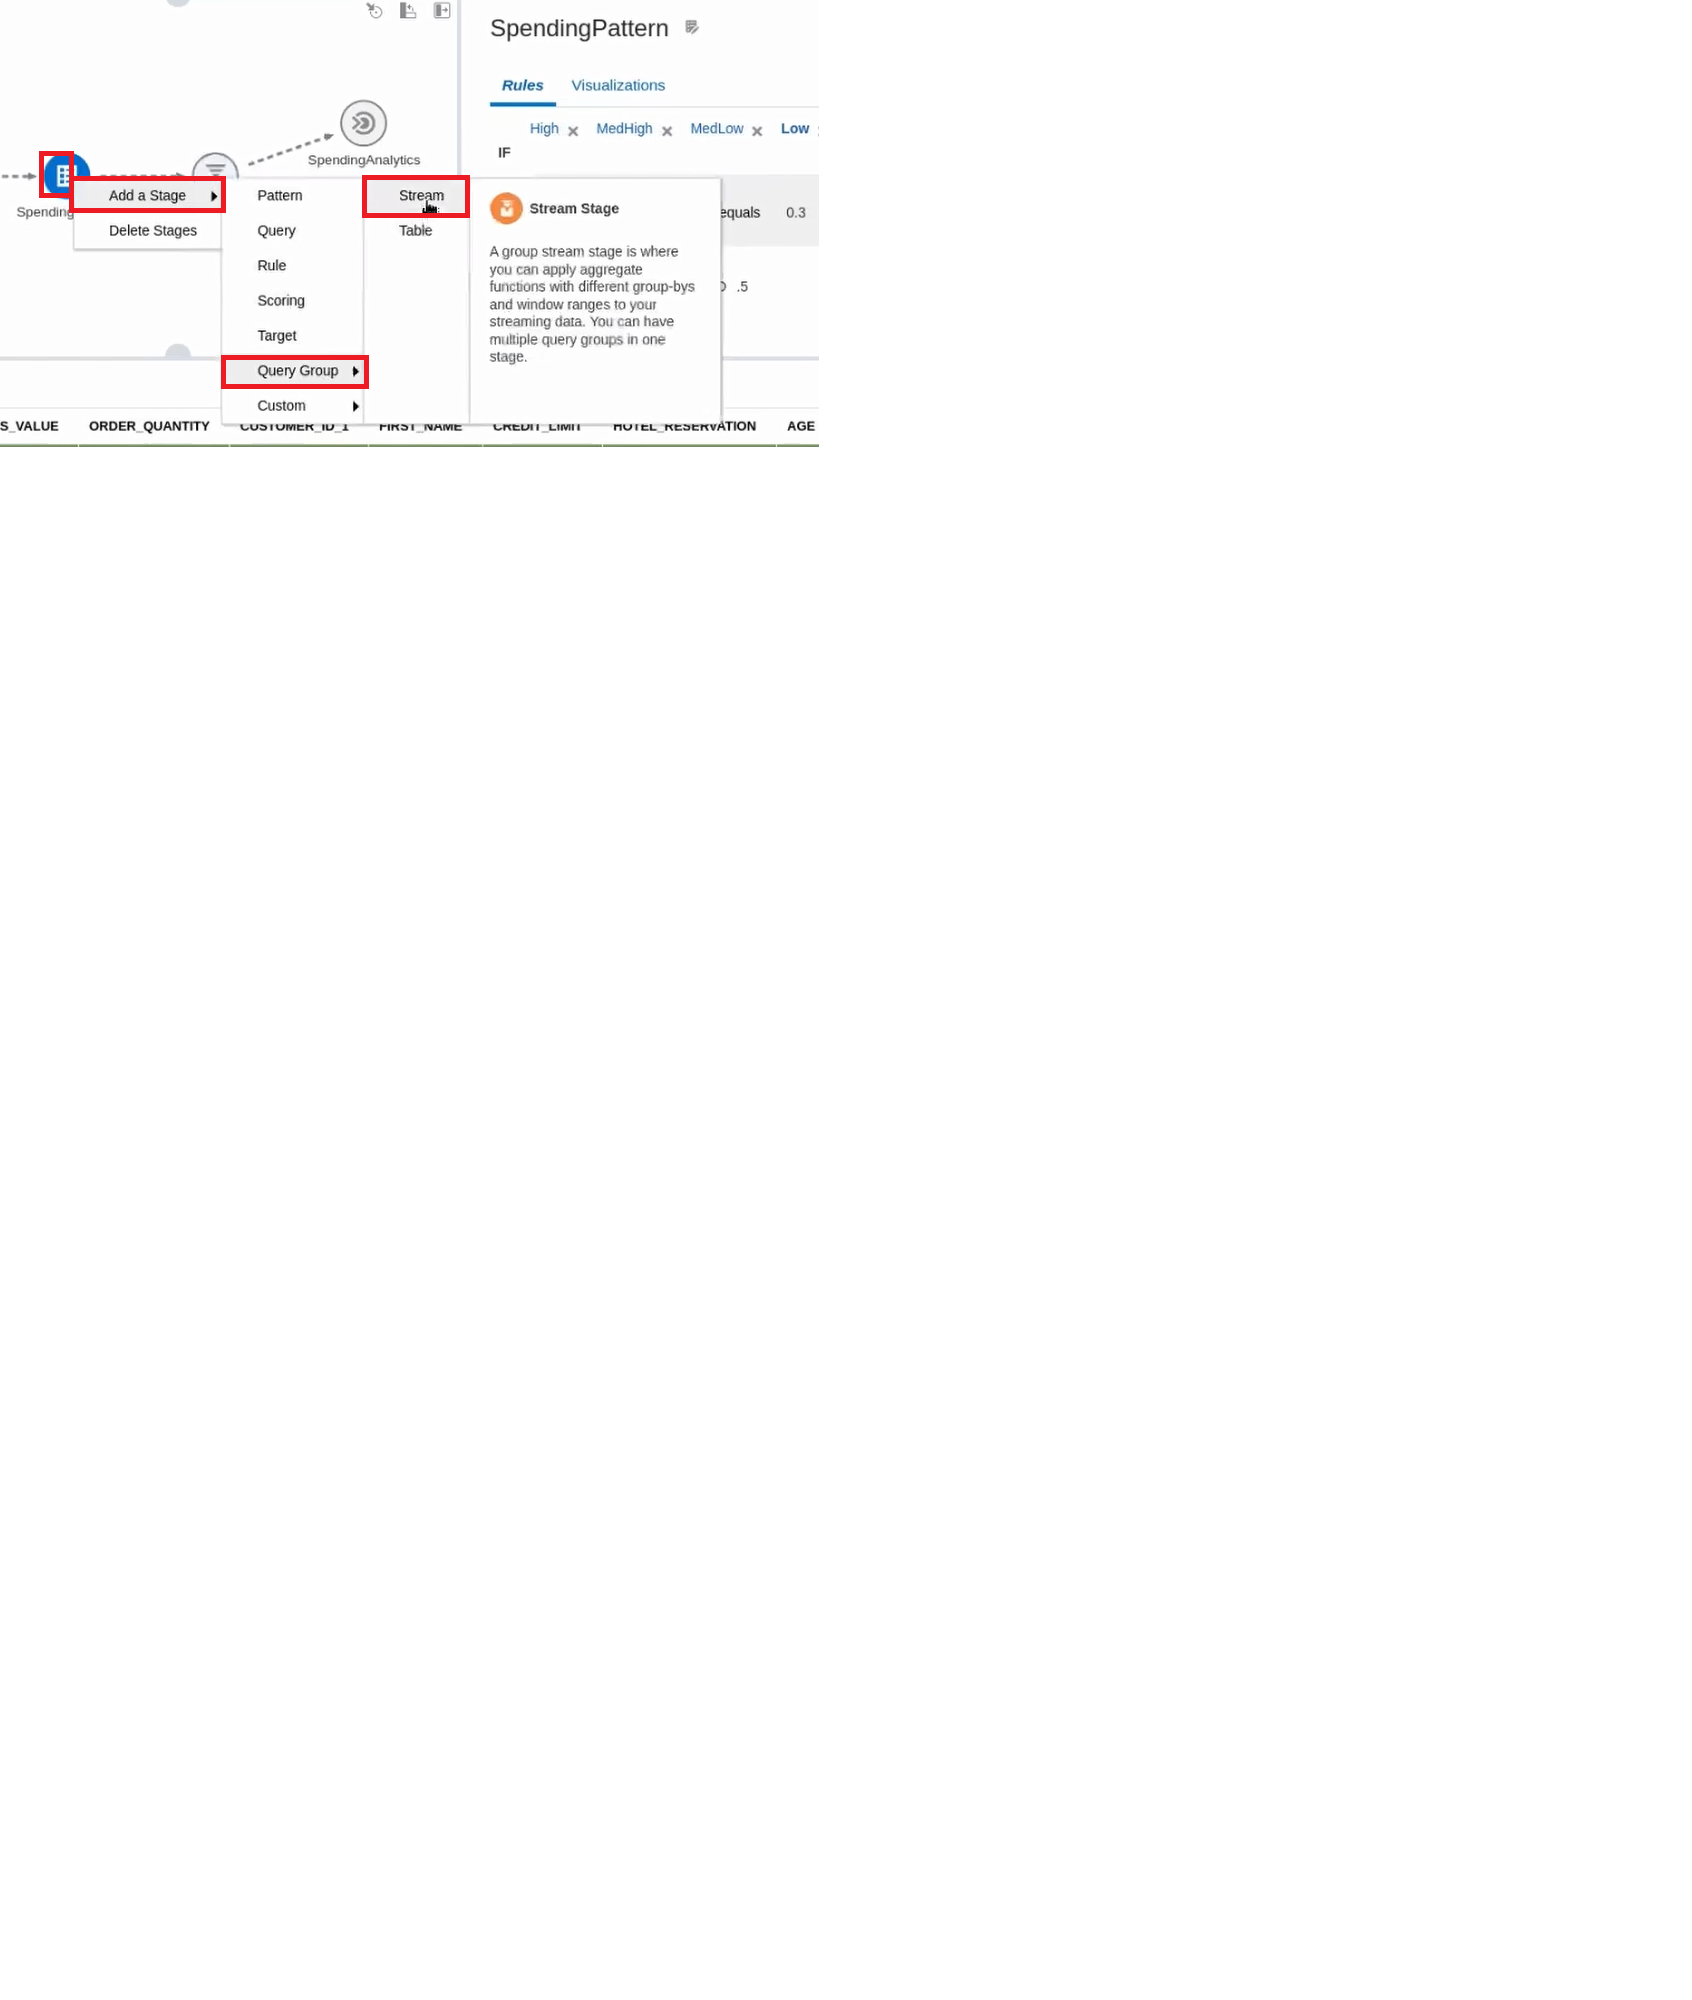 SpendingPattern
Rules Visualizations
High MedHigh MedLow Low
IF
SpendingAnalytics
Spending
Add a Stage
Delete Stages
Pattern
Query
Rule
Scoring
Target
Query Group
Custom
Stream
Table
Stream Stage
A group stream stage is where
you can apply aggregate
functions with different group-bys
and window ranges to your
streaming data. You can have
multiple query groups in one
stage.
equals 0.3
.5
S_VALUE ORDER_QUANTITY CUSTOMER_ID_1 FIRST_NAME CREDIT_LIMIT HOTEL_RESERVATION AGE